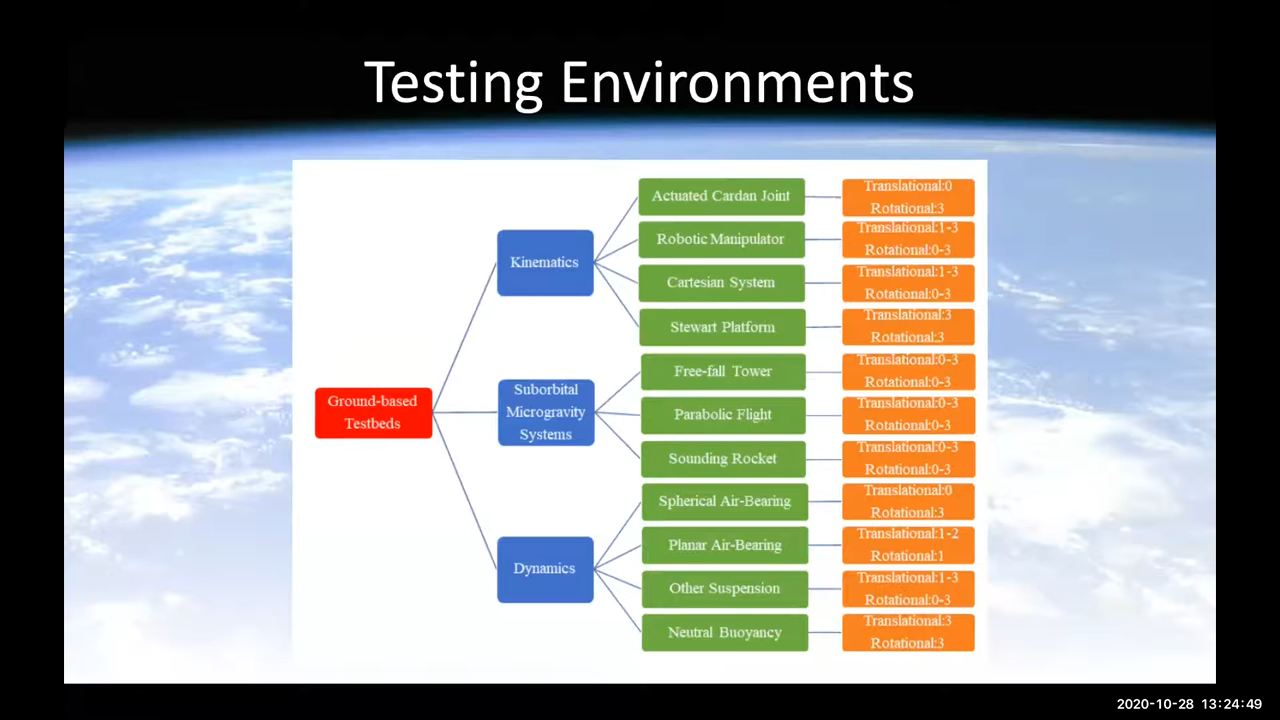 Testing Environments
Ground-based
Testbeds
Kinematics
Actuated Cardan Joint
Translational:0
Rotational:3
Robotic Manipulator
Translational:1-3
Rotational:0-3
Cartesian System
Translational:1-3
Rotational:0-3
Stewart Platform
Translational:3
Rotational:3
Suborbital
Microgravity
Systems
Free-fall Tower
Translational:0-3
Rotational:0-3
Parabolic Flight
Translational:0-3
Rotational:0-3
Sounding Rocket
Translational:0-3
Rotational:0-3
Dynamics
Spherical Air-Bearing
Translational:0
Rotational:3
Planar Air-Bearing
Translational:1-2
Rotational:1
Other Suspension
Translational:1-3
Rotational:0-3
Neutral Buoyancy
Translational:3
Rotational:3
2020-10-28 13:24:49